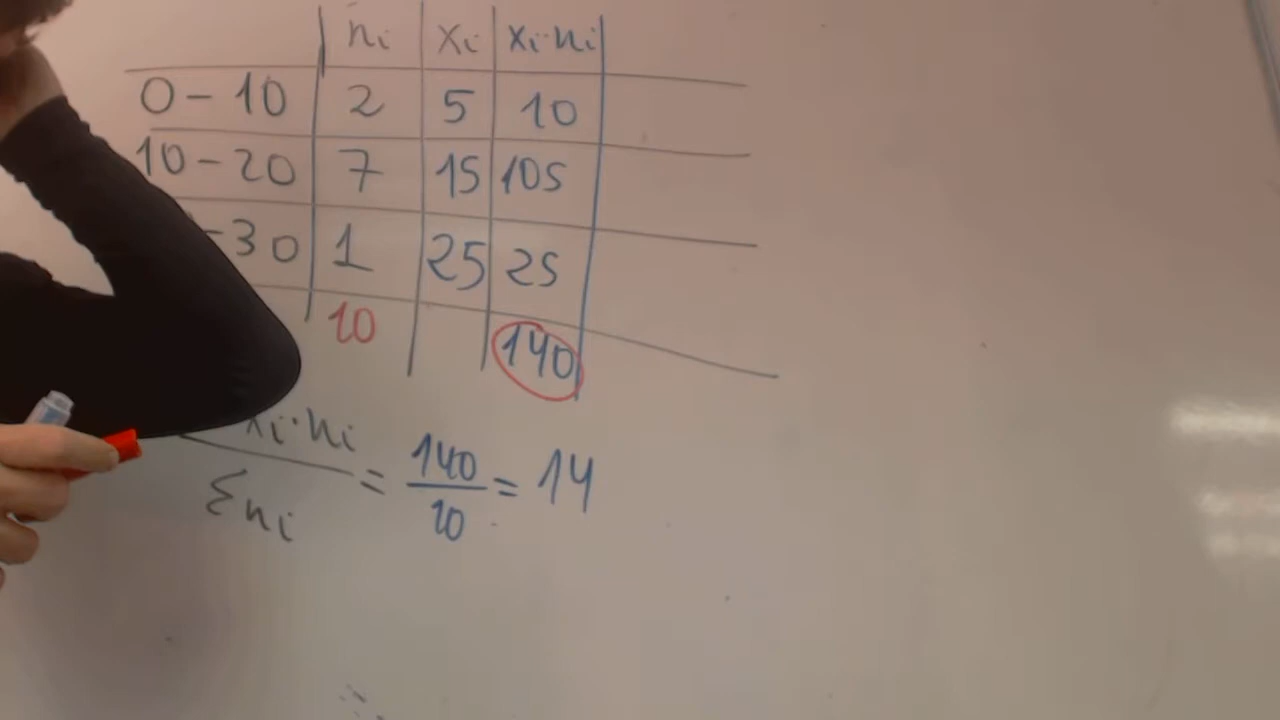 ni xi xi·ni
0-10 2 5 10
10-20 7 15 105
-30 1 25 25
10 140
xi·ni
Σni = 140/10 = 14